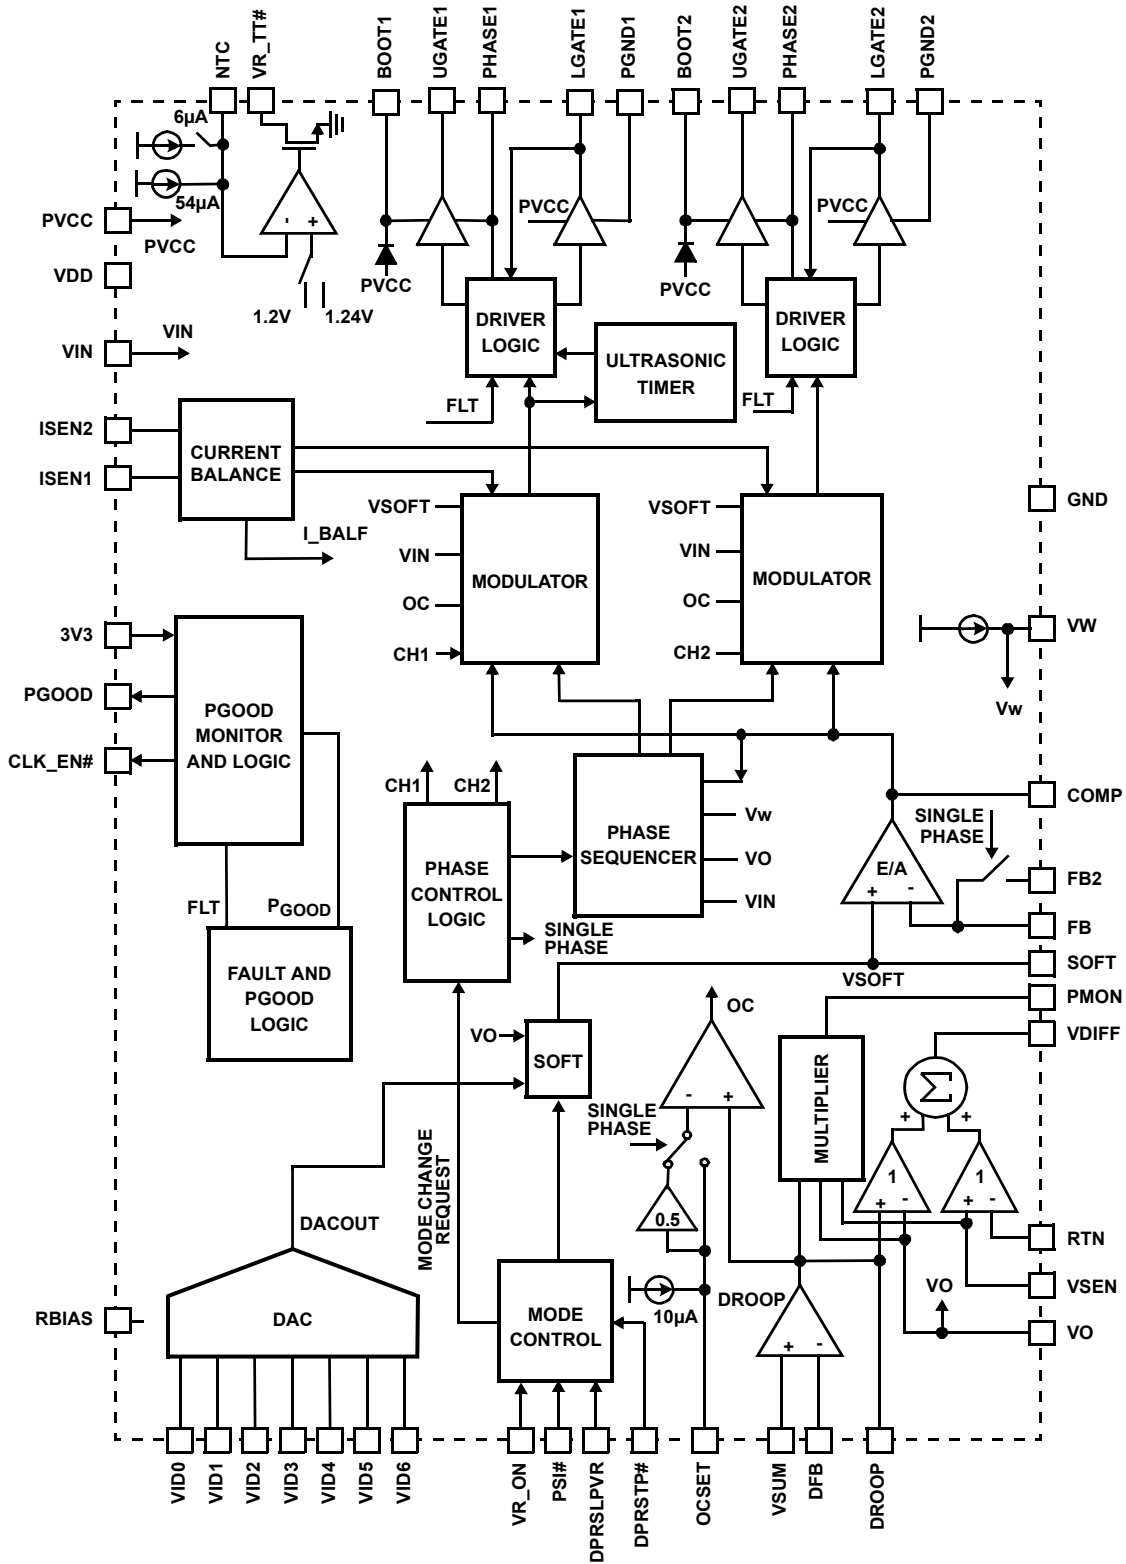 NTC
VR_TT#
BOOT1
UGATE1
PHASE1
LGATE1
PGND1
BOOT2
UGATE2
PHASE2
LGATE2
PGND2
6µA
54µA
PVCC
PVCC
- +
VDD
1.2V
1.24V
VIN
VIN
PVCC
PVCC
PVCC
PVCC
DRIVER
LOGIC
DRIVER
LOGIC
ULTRASONIC
TIMER
FLT
FLT
ISEN2
ISEN1
CURRENT
BALANCE
I_BALF
GND
VSOFT
VIN
OC
CH1
MODULATOR
VSOFT
VIN
OC
CH2
MODULATOR
VW
Vw
3V3
PGOOD
CLK_EN#
PGOOD
MONITOR
AND LOGIC
CH1
CH2
PHASE
CONTROL
LOGIC
PHASE
SEQUENCER
Vw
VO
VIN
COMP
SINGLE
PHASE
E/A
+ -
FB2
FB
FLT
PGOOD
SINGLE
PHASE
FAULT AND
PGOOD
LOGIC
VSOFT
SOFT
PMON
VDIFF
VO
SOFT
OC
- +
SINGLE
PHASE
0.5
MULTIPLIER
Σ
+ +
1
+ -
1
+ -
MODE CHANGE
REQUEST
DACOUT
RTN
VSEN
VO
VO
RBIAS
DAC
MODE
CONTROL
10µA
DROOP
+ -
VID0
VID1
VID2
VID3
VID4
VID5
VID6
VR_ON
PSI#
DPRSLPVR
DPRSTP#
OCSET
VSUM
DFB
DROOP